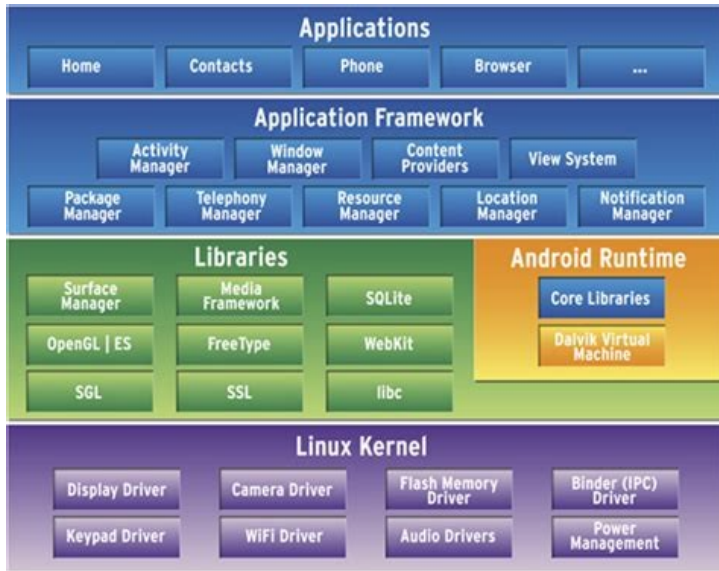 Applications
Home
Contacts
Phone
Browser
...
Application Framework
Activity
Manager
Window
Manager
Content
Providers
View System
Package
Manager
Telephony
Manager
Resource
Manager
Location
Manager
Notification
Manager
Libraries
Surface
Manager
Media
Framework
SQLite
OpenGL | ES
FreeType
WebKit
SGL
SSL
libc
Android Runtime
Core Libraries
Dalvik Virtual
Machine
Linux Kernel
Display Driver
Camera Driver
Flash Memory
Driver
Binder (IPC)
Driver
Keypad Driver
WiFi Driver
Audio Drivers
Power
Management